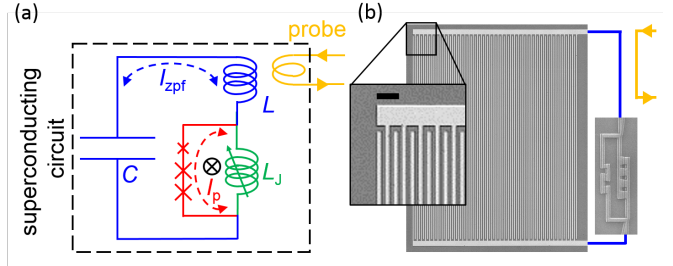 (a)
probe
(b)
I_zpf
L
superconducting
circuit
C
I_p
L_J